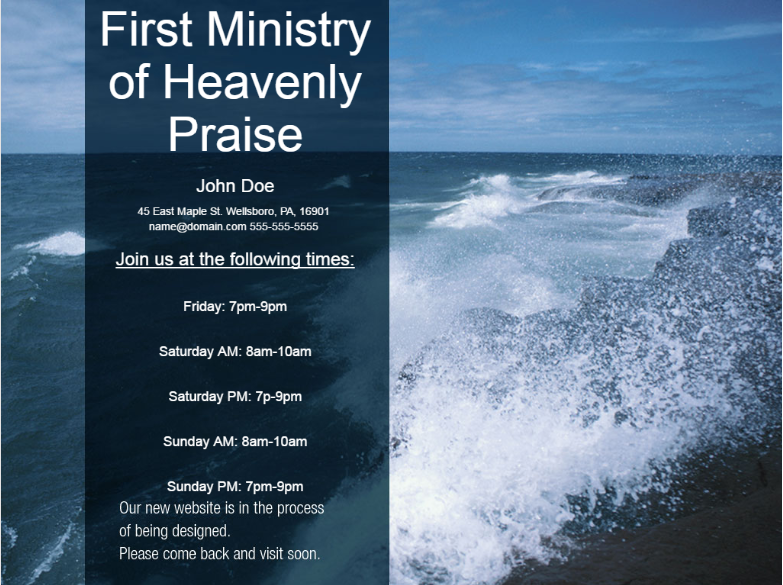 First Ministry
of Heavenly
Praise
John Doe
45 East Maple St. Wellsboro, PA, 16901
name@domain.com 555-555-5555
Join us at the following times:
Friday: 7pm-9pm
Saturday AM: 8am-10am
Saturday PM: 7p-9pm
Sunday AM: 8am-10am
Sunday PM: 7pm-9pm
Our new website is in the process
of being designed.
Please come back and visit soon.